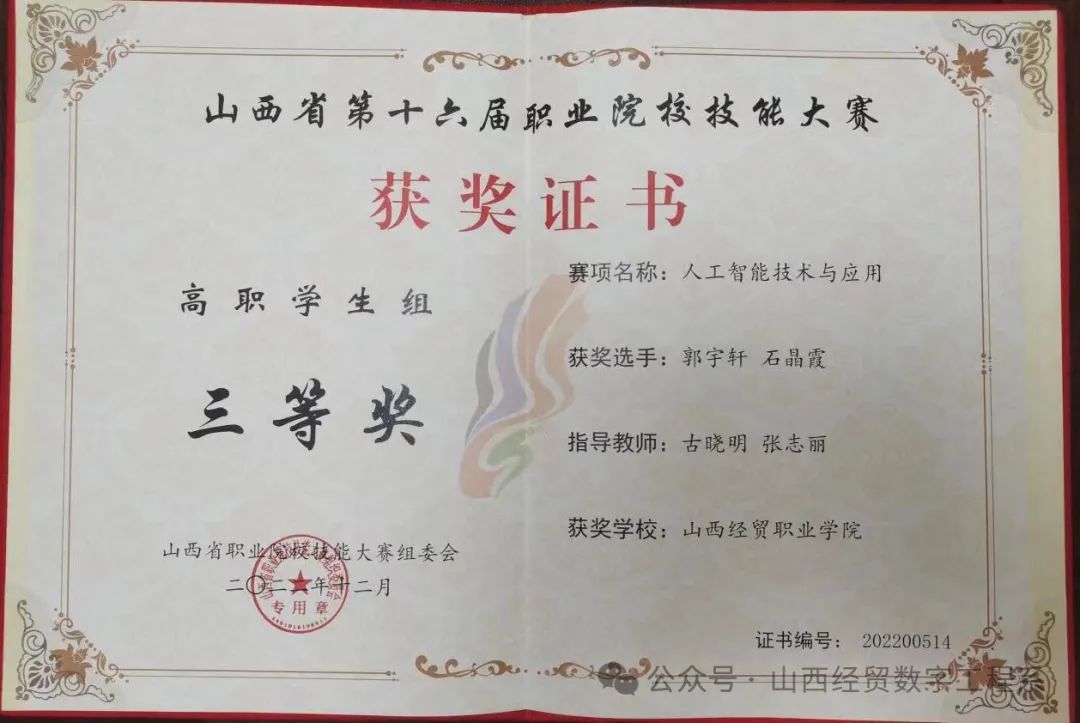 山西省第十六届职业院校技能大赛
获奖证书
高职学生组
三等奖
赛项名称：人工智能技术与应用
获奖选手：郭宇轩 石晶霞
指导教师：古晓明 张志丽
获奖学校：山西经贸职业学院
山西省职业院校技能大赛组委会
二〇二二年十二月
专用章
证书编号：202200514
公众号·山西经贸数字工程系